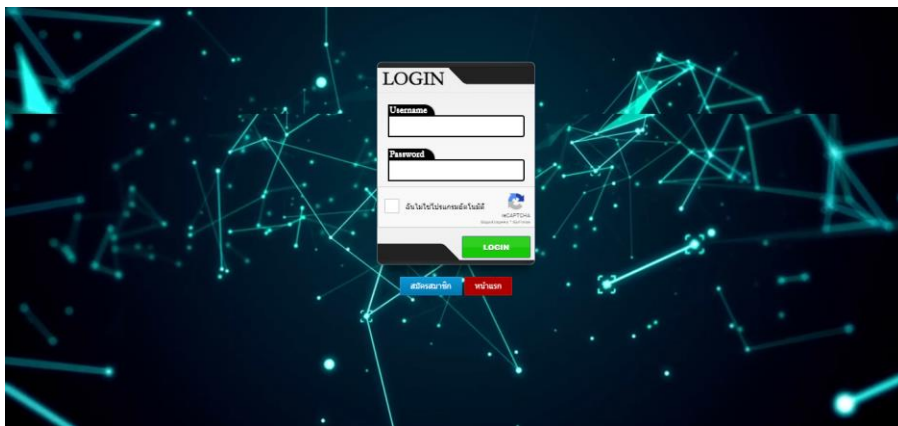 LOGIN
Username
Password
ฉันไม่ใช่โปรแกรมอัตโนมัติ
reCAPTCHA
LOGIN
สมัครสมาชิก
หน้าแรก